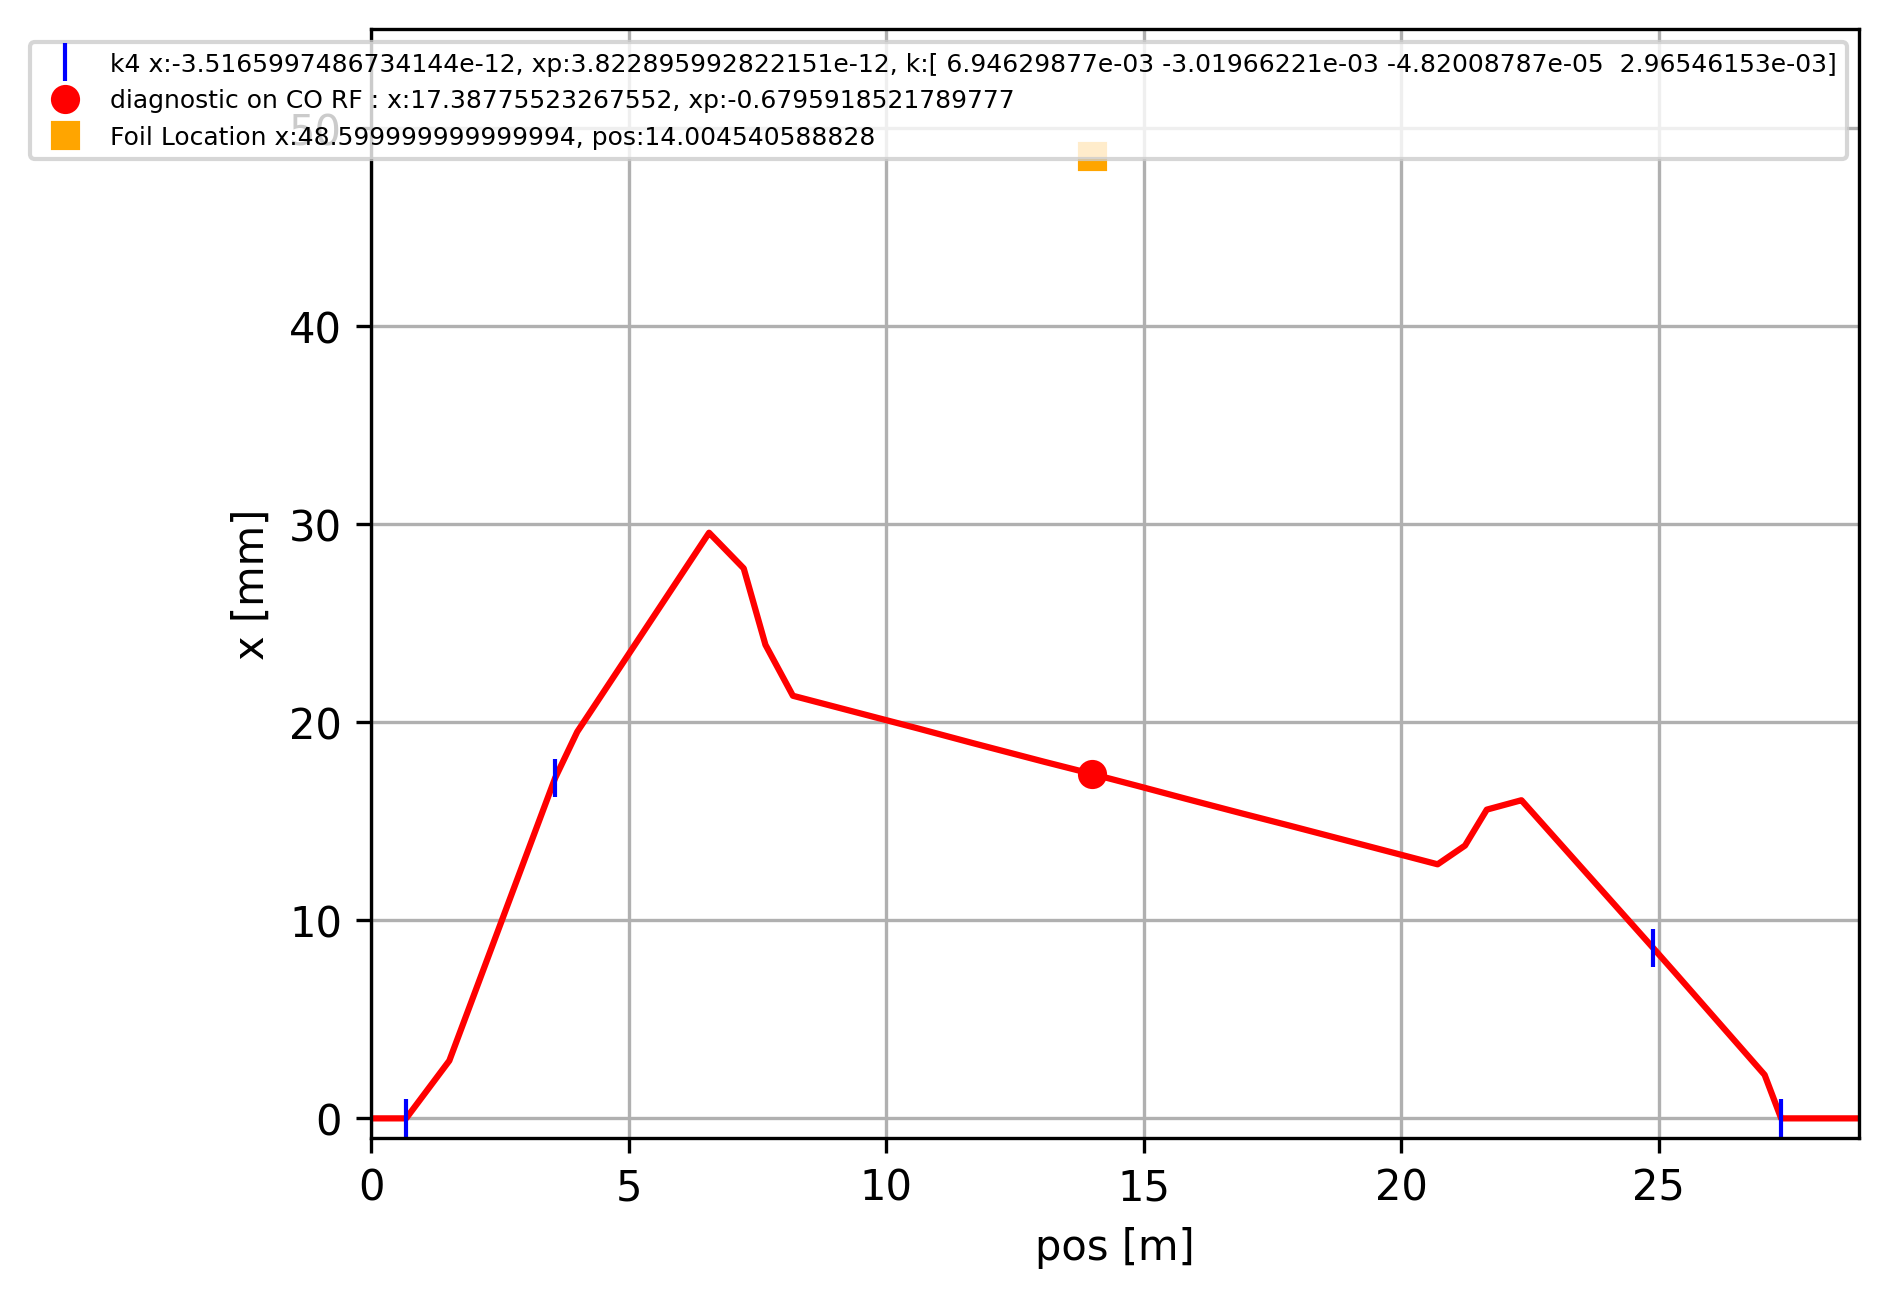 k4 x:-3.5165997486734144e-12, xp:3.822895992822151e-12, k:[ 6.94629877e-03 -3.01966221e-03 -4.82008787e-05  2.96546153e-03]
diagnostic on CO RF : x:17.38775523267552, xp:-0.6795918521789777
Foil Location x:48.599999999999994, pos:14.004540588828
50
40
30
20
10
0
x [mm]
0 5 10 15 20 25
pos [m]